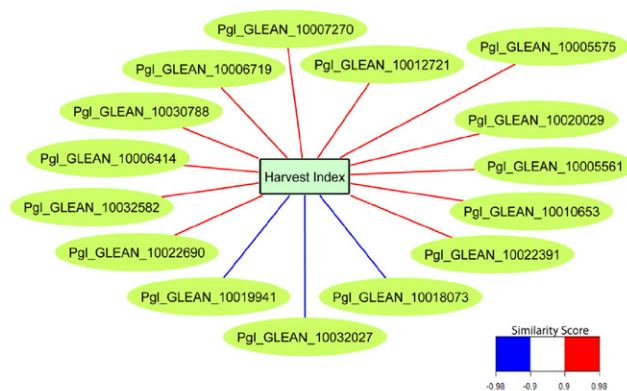 Pgl_GLEAN_10007270
Pgl_GLEAN_10005575
Pgl_GLEAN_10012721
Pgl_GLEAN_10006719
Pgl_GLEAN_10030788
Pgl_GLEAN_10020029
Pgl_GLEAN_10006414
Pgl_GLEAN_10005561
Harvest Index
Pgl_GLEAN_10032582
Pgl_GLEAN_10010653
Pgl_GLEAN_10022690
Pgl_GLEAN_10022391
Pgl_GLEAN_10019941
Pgl_GLEAN_10018073
Pgl_GLEAN_10032027
Similarity Score
-0.98 -0.9 0.9 0.98